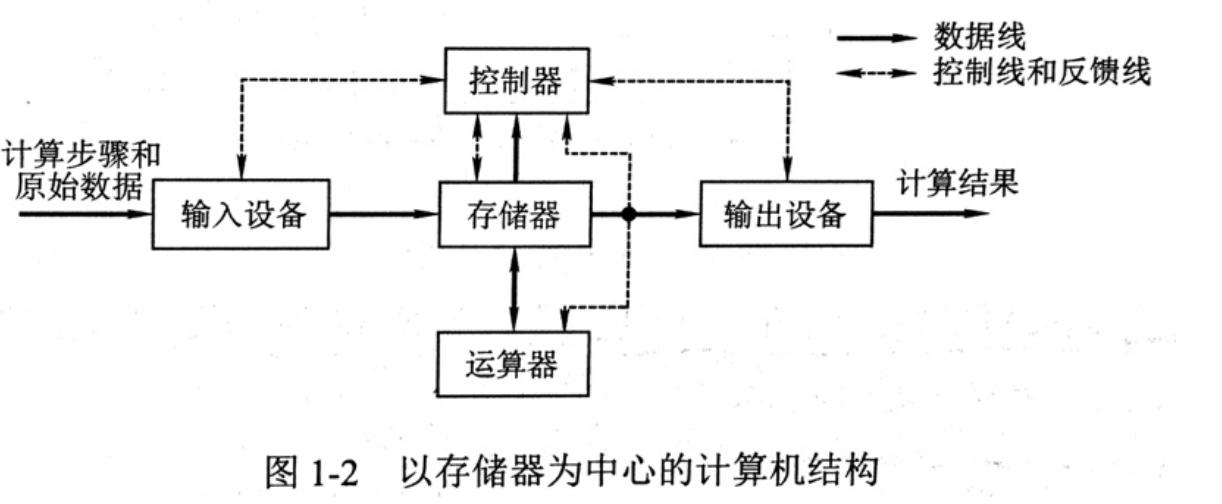 数据线
控制线和反馈线
控制器
计算步骤和
原始数据
输入设备
存储器
输出设备
计算结果
运算器
图 1-2 以存储器为中心的计算机结构